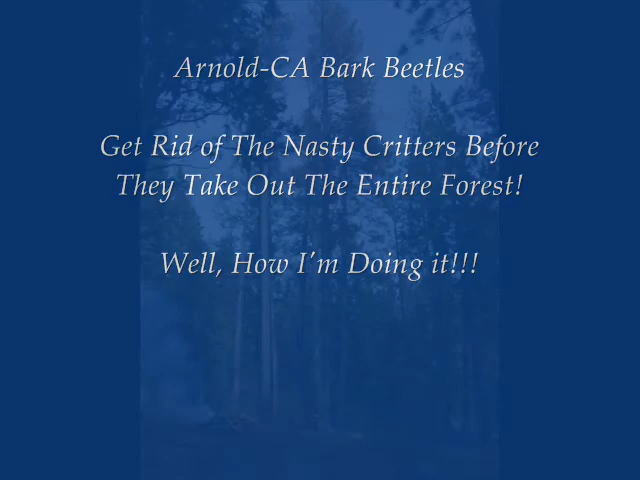 Arnold-CA Bark Beetles
Get Rid of The Nasty Critters Before
They Take Out The Entire Forest!
Well, How I'm Doing it!!!